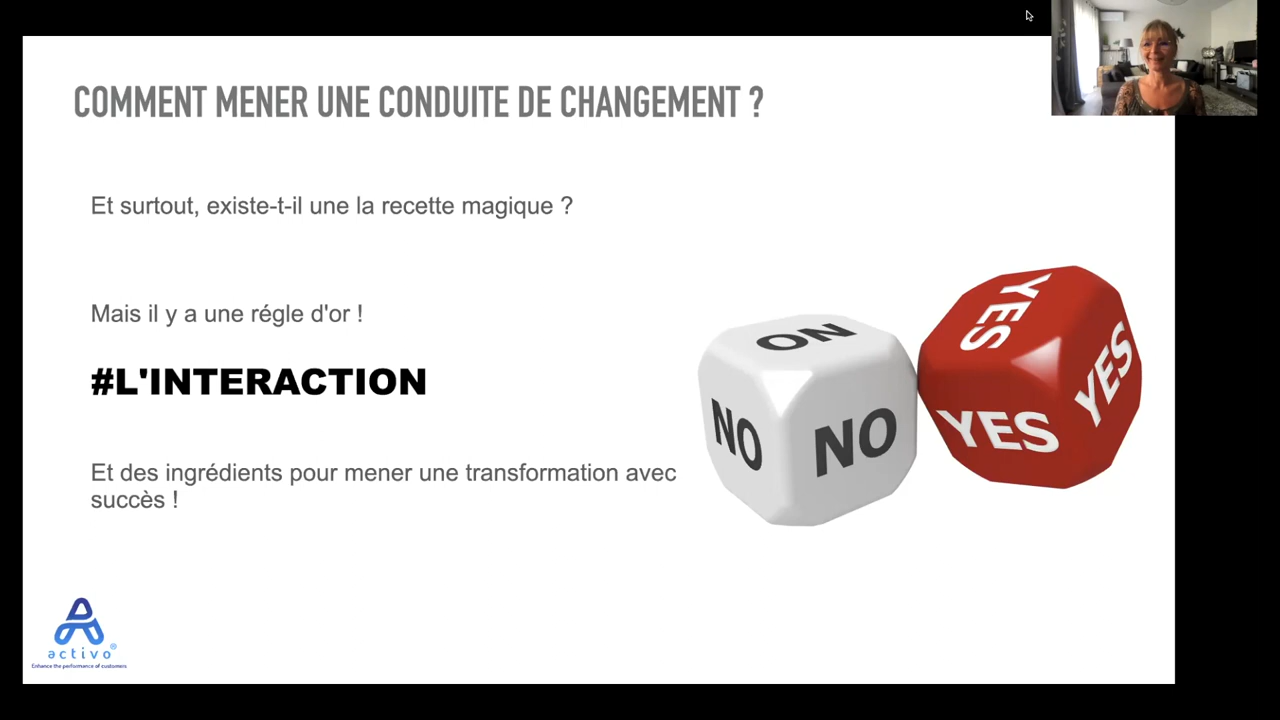 COMMENT MENER UNE CONDUITE DE CHANGEMENT ?
Et surtout, existe-t-il une la recette magique ?
Mais il y a une régle d'or !
#L'INTERACTION
Et des ingrédients pour mener une transformation avec
succès !
NO
NO
NO
YES
YES
YES
activo®
Enhance the performance of customers